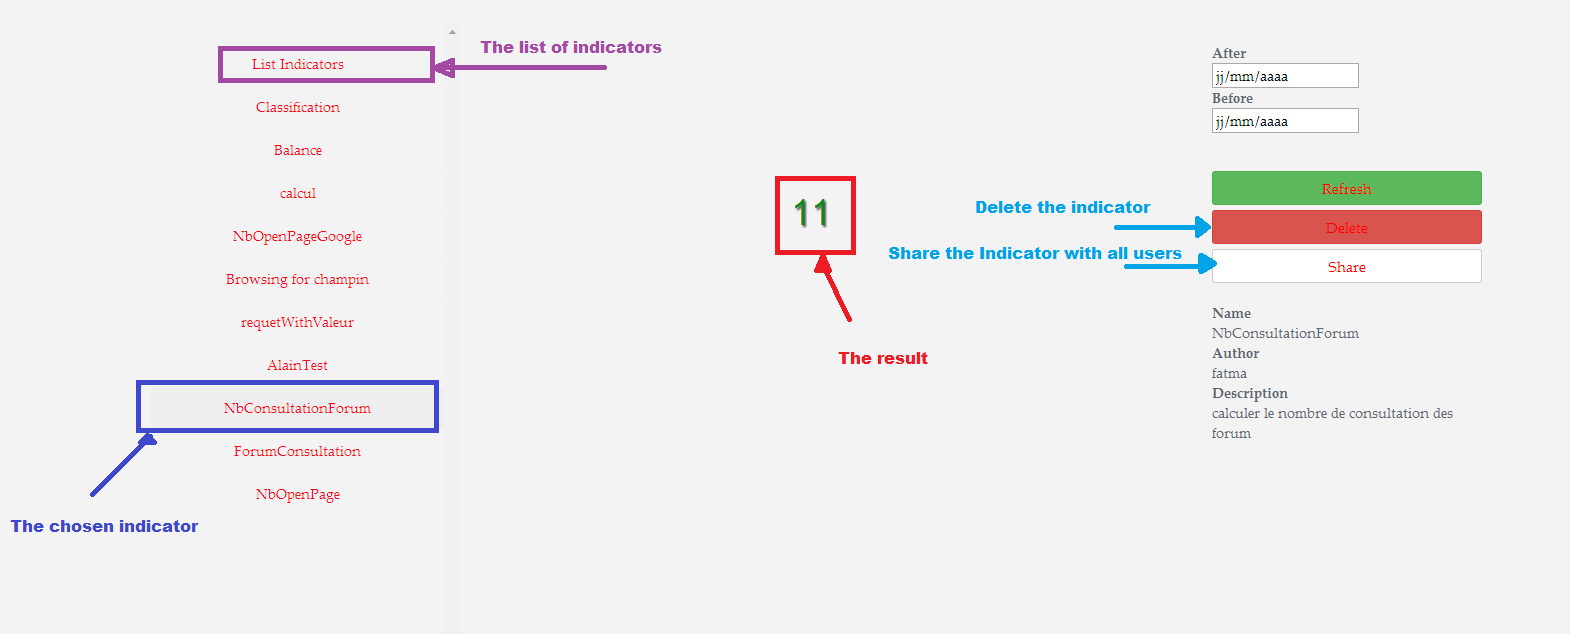 The list of indicators
List Indicators
Classification
Balance
calcul
NbOpenPageGoogle
Browsing for champin
requetWithValeur
AlainTest
NbConsultationForum
ForumConsultation
NbOpenPage
The chosen indicator
11
The result
After
jj/mm/aaaa
Before
jj/mm/aaaa
Refresh
Delete the indicator
Delete
Share the Indicator with all users
Share
Name
NbConsultationForum
Author
fatma
Description
calculer le nombre de consultation des
forum